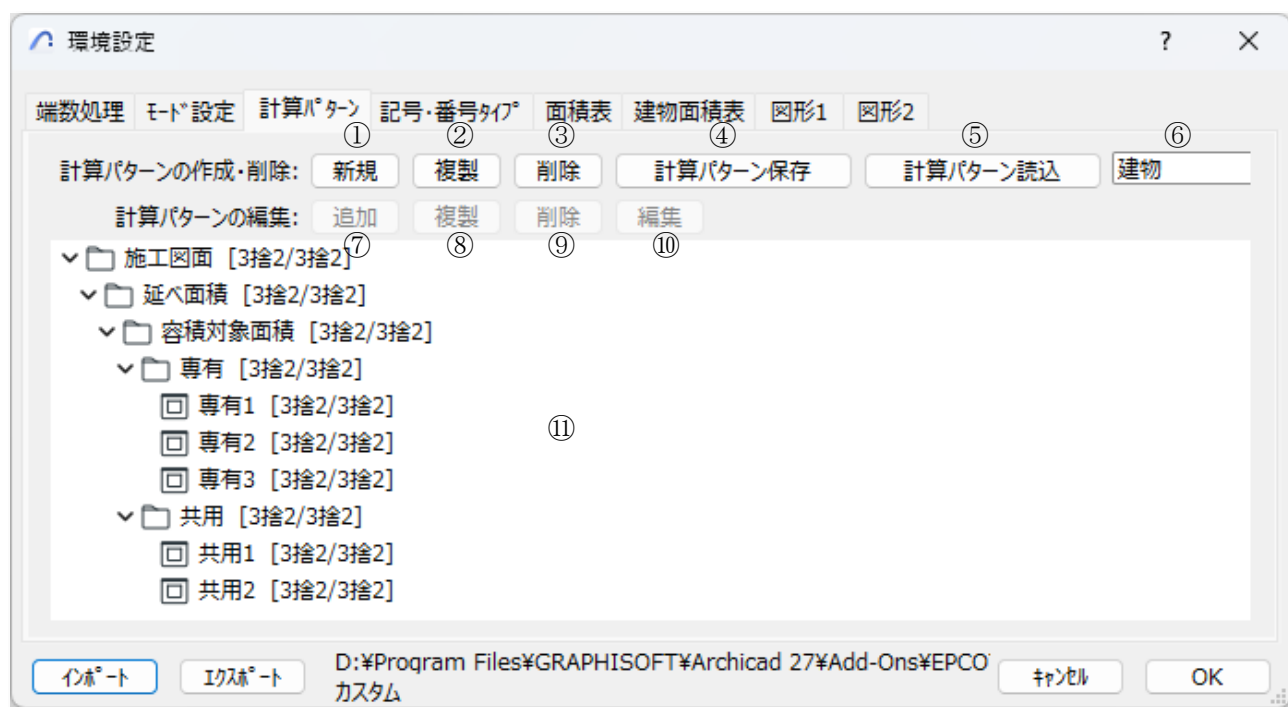 環境設定 ?
端数処理 ﾓｰﾄﾞ設定 計算ﾊﾟﾀｰﾝ 記号・番号ﾀｲﾌﾟ 面積表 建物面積表 図形1 図形2
① ② ③ ④ ⑤ ⑥
計算パターンの作成・削除: 新規 複製 削除 計算パターン保存 計算パターン読込 建物
計算パターンの編集: 追加 複製 削除 編集
⑦ ⑧ ⑨ ⑩
施工図面 [3捨2/3捨2]
延べ面積 [3捨2/3捨2]
容積対象面積 [3捨2/3捨2]
専有 [3捨2/3捨2]
専有1 [3捨2/3捨2]
⑪
専有2 [3捨2/3捨2]
専有3 [3捨2/3捨2]
共用 [3捨2/3捨2]
共用1 [3捨2/3捨2]
共用2 [3捨2/3捨2]
ｲﾝﾎﾟｰﾄ ｴｸｽﾎﾟｰﾄ D:¥Program Files¥GRAPHISOFT¥Archicad 27¥Add-Ons¥EPCO ｷｬﾝｾﾙ OK
カスタム